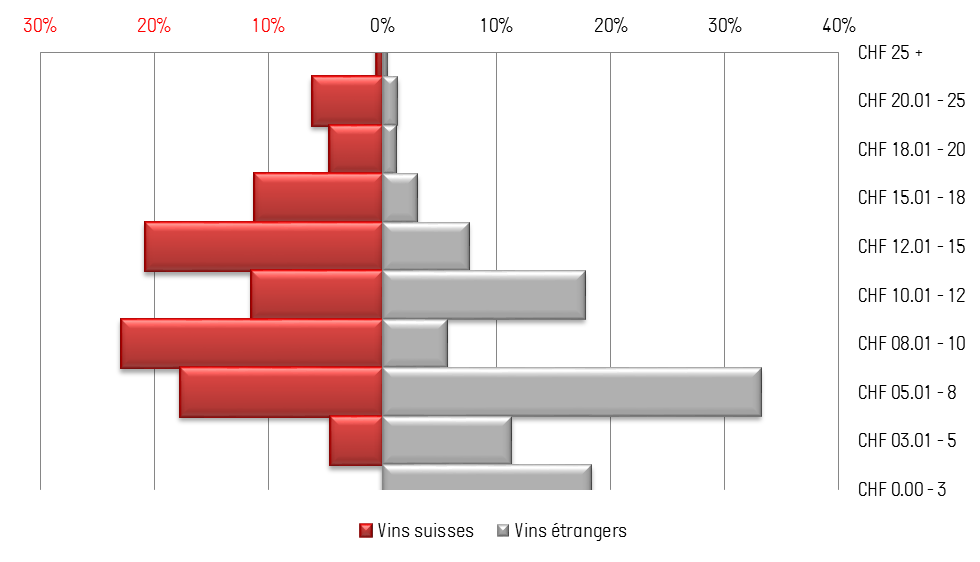 30% 20% 10% 0% 10% 20% 30% 40%
CHF 25 +
CHF 20.01 - 25
CHF 18.01 - 20
CHF 15.01 - 18
CHF 12.01 - 15
CHF 10.01 - 12
CHF 08.01 - 10
CHF 05.01 - 8
CHF 03.01 - 5
CHF 0.00 - 3
Vins suisses Vins étrangers